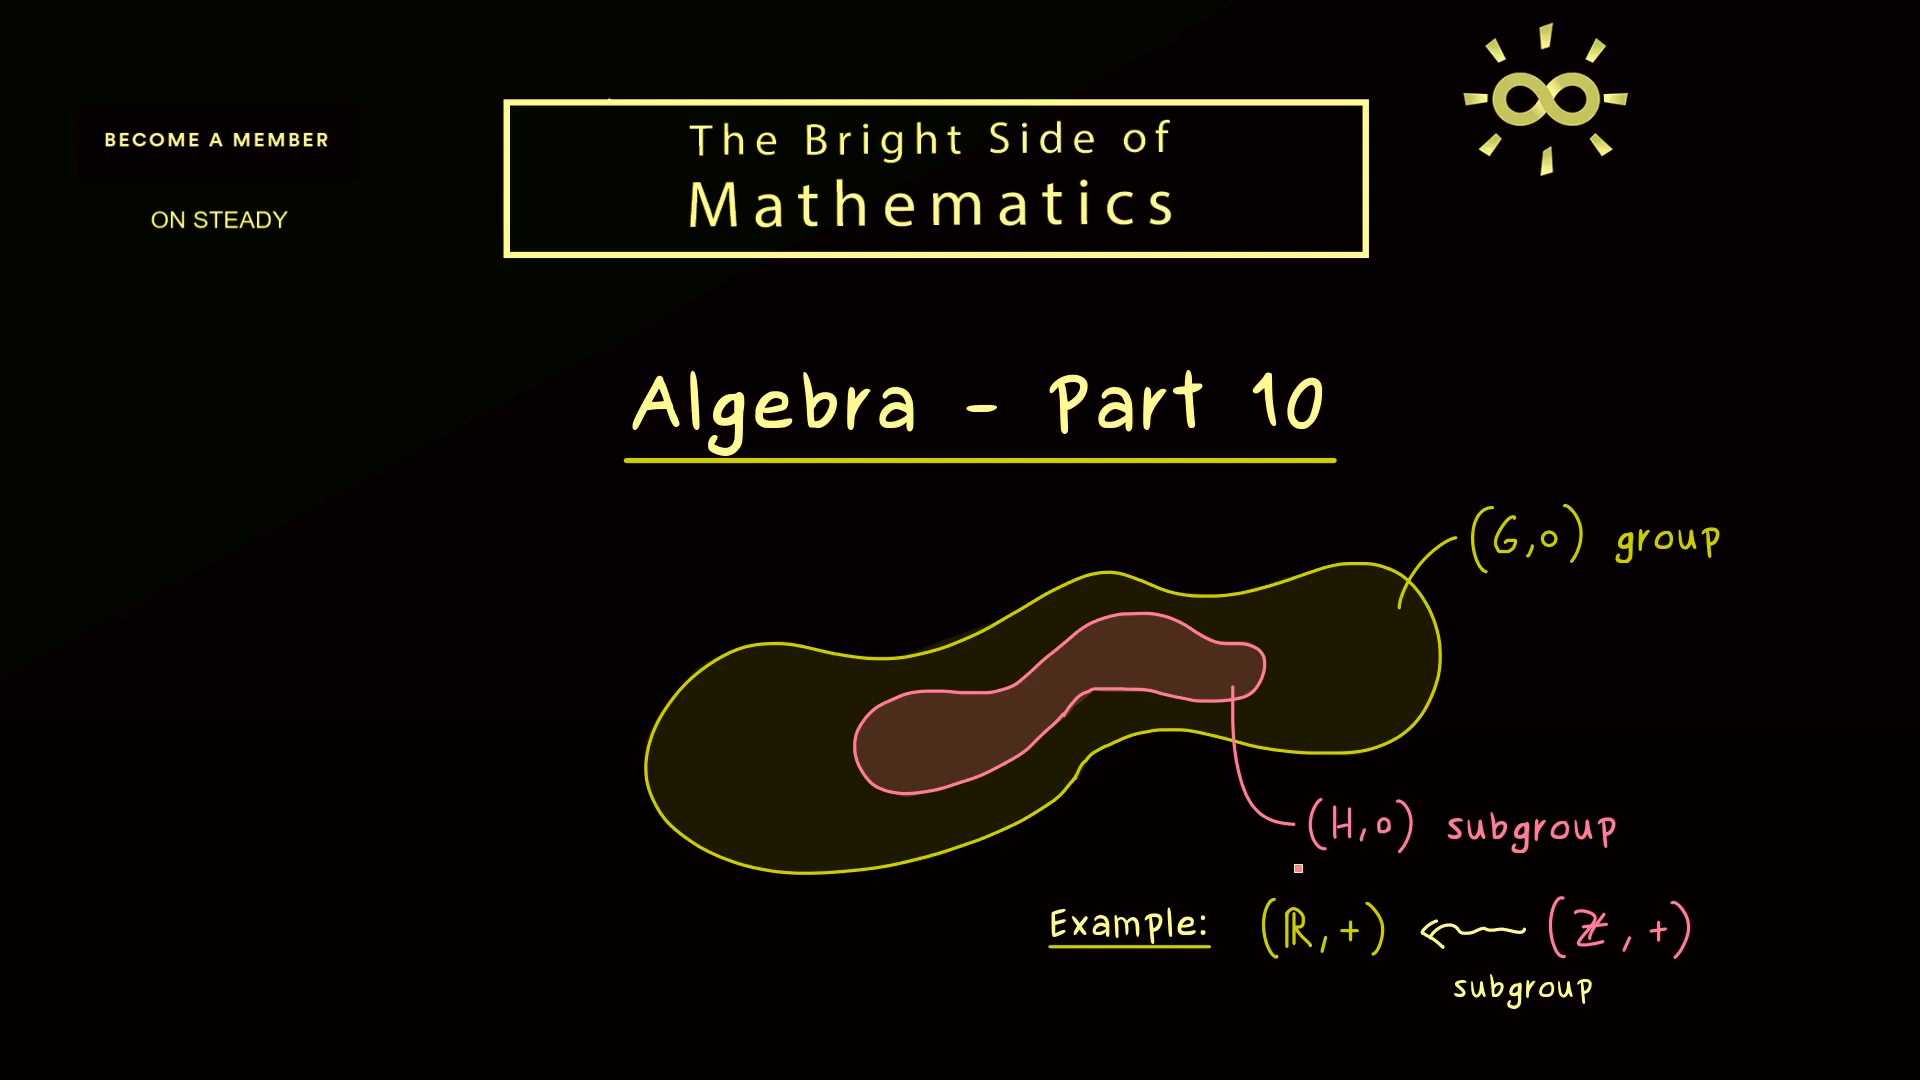 BECOME A MEMBER
ON STEADY
The Bright Side of
Mathematics
Algebra - Part 10
(G,∘) group
(H,∘) subgroup
Example: (ℝ,+) ⟵ (ℤ,+)
subgroup